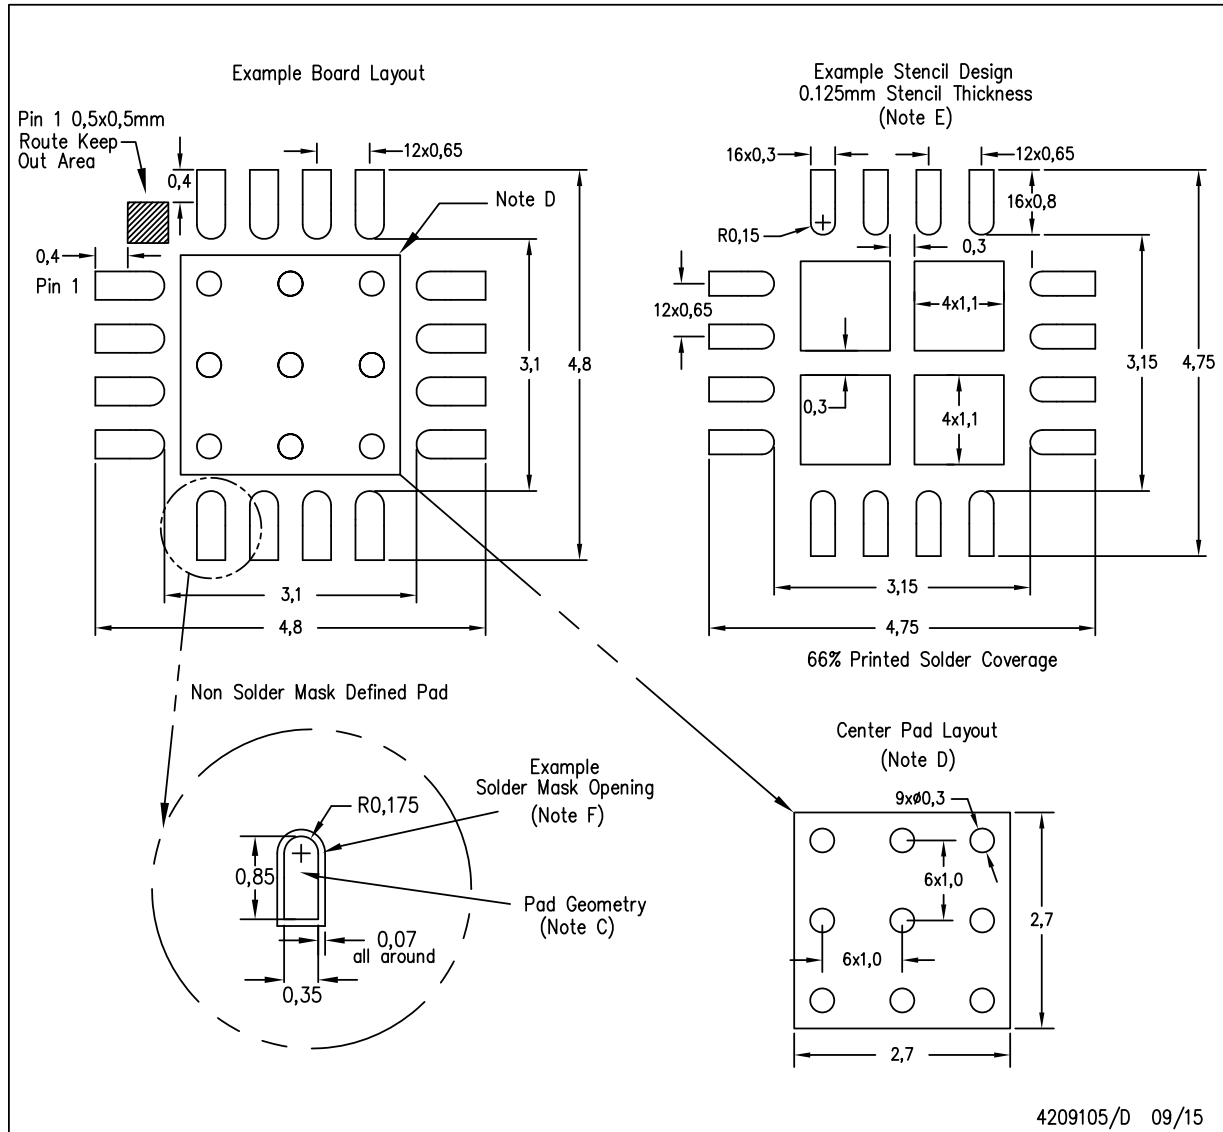 Example Board Layout
Pin 1 0,5x0,5mm
Route Keep
Out Area
0,4
12x0,65
Note D
0,4
Pin 1
3,1
4,8
3,1
4,8
Example Stencil Design
0.125mm Stencil Thickness
(Note E)
16x0,3
12x0,65
16x0,8
R0,15
0,3
12x0,65
4x1,1
3,15
4,75
0,3
4x1,1
3,15
4,75
66% Printed Solder Coverage
Non Solder Mask Defined Pad
Example
Solder Mask Opening
(Note F)
R0,175
0,85
Pad Geometry
(Note C)
0,07
all around
0,35
Center Pad Layout
(Note D)
9xø0,3
6x1,0
2,7
6x1,0
2,7
4209105/D 09/15